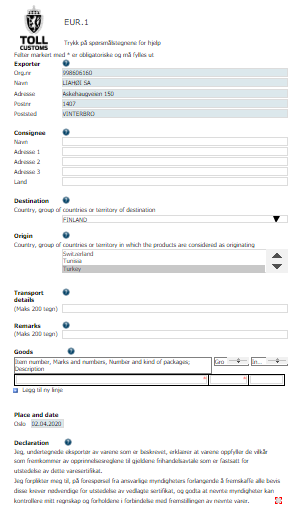 EUR.1
TOLL
CUSTOMS
Trykk på spørsmålstegnene for hjelp
Felter markert med * er obligatoriske og må fylles ut
Exporter
Org.nr 998606160
Navn LIAHØI SA
Adresse Askehaugveien 150
Postnr 1407
Poststed VINTERBRO
Consignee
Navn
Adresse 1
Adresse 2
Adresse 3
Land
Destination
Country, group of countries or territory of destination
FINLAND
Origin
Country, group of countries or territory in which the products are considered as originating
Switzerland
Tunisia
Turkey
Transport
details
(Maks 200 tegn)
Remarks
(Maks 200 tegn)
Goods
Item number, Marks and numbers, Number and kind of packages; Gro In...
Description
Legg til ny linje
Place and date
Oslo 02.04.2020
Declaration
Jeg, undertegnede eksportør av varene som er beskrevet, erklærer at varene oppfyller de vilkår
som fremkommer av opprinnelsesreglene til gjeldene frihandelsavtale som er fastsatt for
utstedelse av dette varesertifikat.
Jeg forplikter meg til, på forespørsel fra ansvarlige myndigheters forlangende å fremskaffe alle bevis
disse krever nødvendige for utstedelse av vedlagte sertifikat, og godta at nevnte myndigheter kan
kontrollere mitt regnskap og forholdene i forbindelse med fremstillingen av nevnte varer.